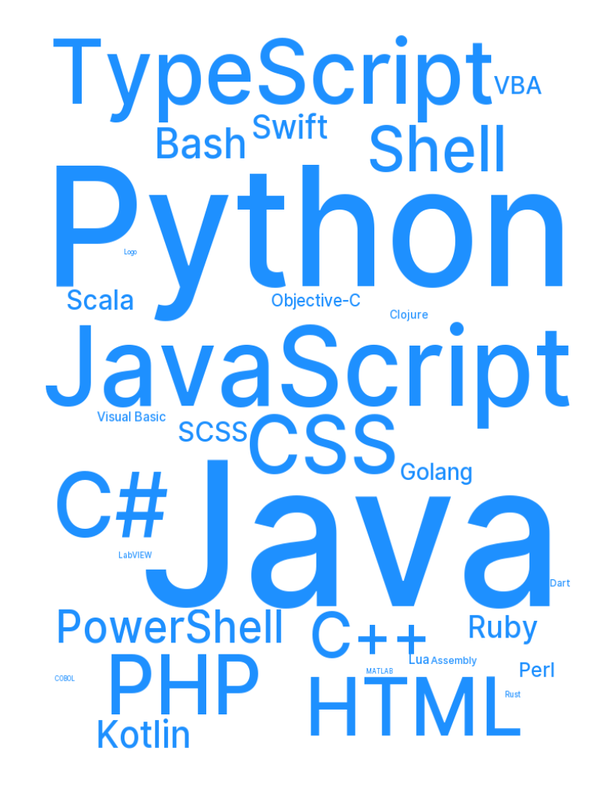 TypeScript
VBA
Swift
Bash
Shell
Python
Logo
Scala
Objective-C
Clojure
JavaScript
Visual Basic
SCSS
CSS
Golang
C#
Java
LabVIEW
Dart
PowerShell
C++
Ruby
Lua
Assembly
PHP
MATLAB
Perl
COBOL
HTML
Rust
Kotlin